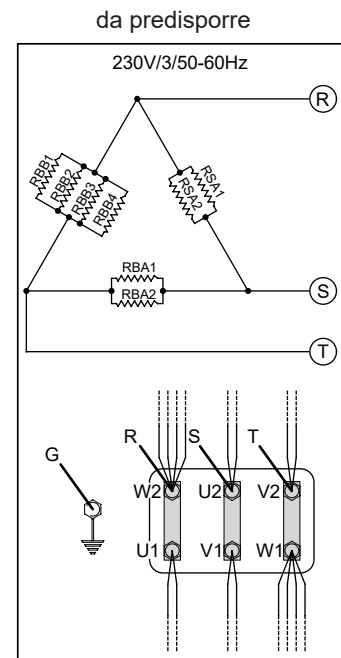 da predisporre
230V/3/50-60Hz
R
RBB1
RBB2
RBB3
RBB4
RSA1
RSA2
RBA1
RBA2
S
T
R
S
T
G
W2
U2
V2
U1
V1
W1